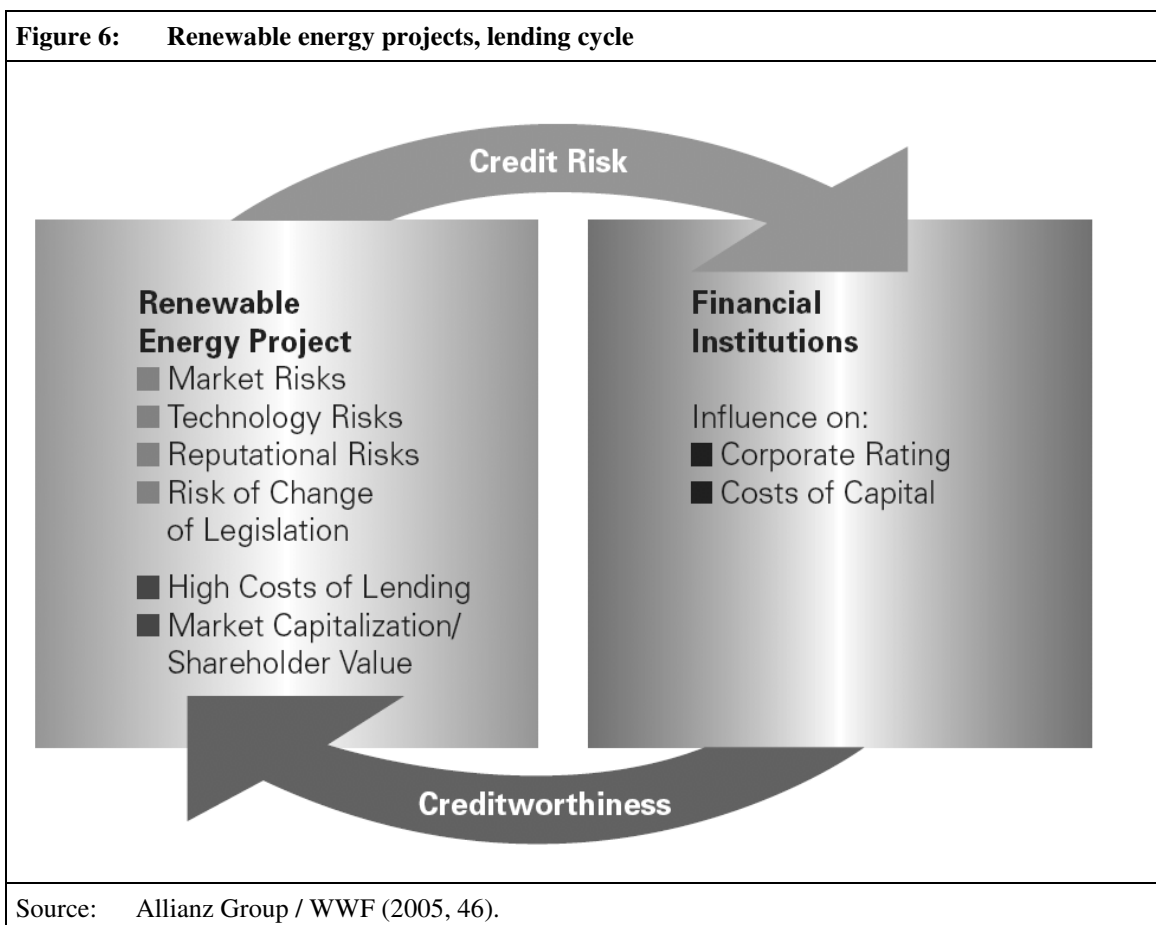 Figure 6: Renewable energy projects, lending cycle
Credit Risk
Renewable
Energy Project
Market Risks
Technology Risks
Reputational Risks
Risk of Change
of Legislation
High Costs of Lending
Market Capitalization/
Shareholder Value
Financial
Institutions
Influence on:
Corporate Rating
Costs of Capital
Creditworthiness
Source: Allianz Group / WWF (2005, 46).